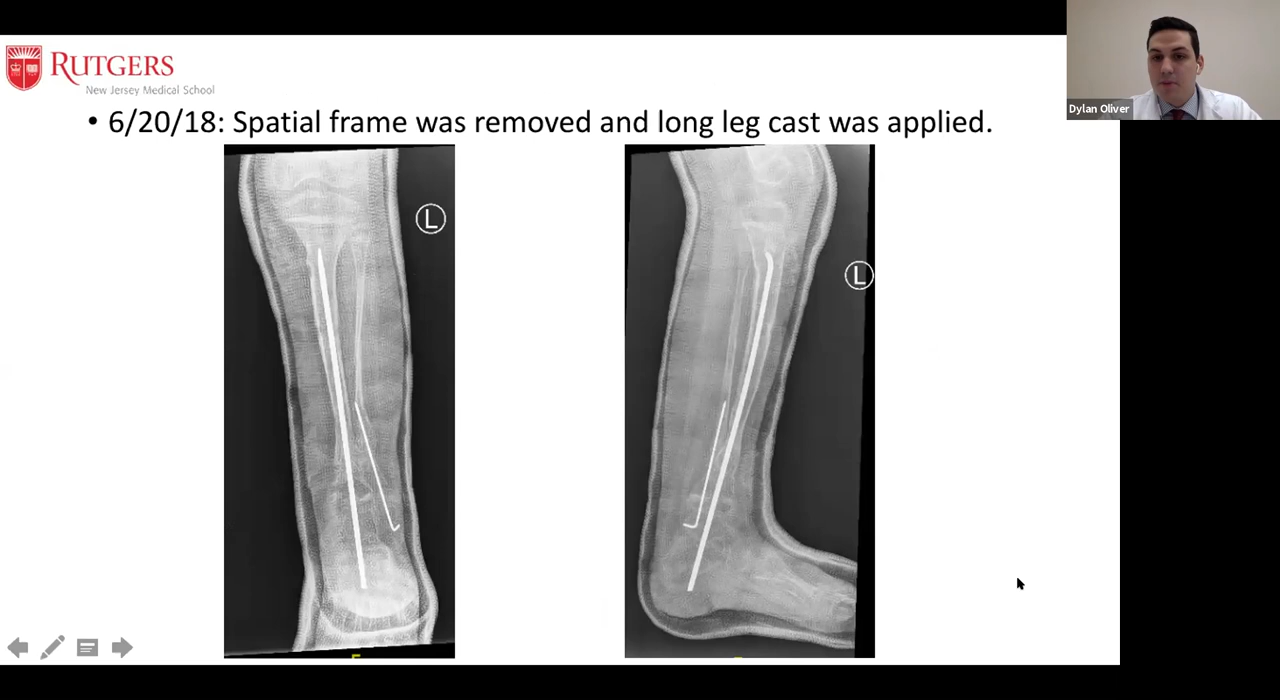 RUTGERS
New Jersey Medical School
Dylan Oliver
• 6/20/18: Spatial frame was removed and long leg cast was applied.
L
L